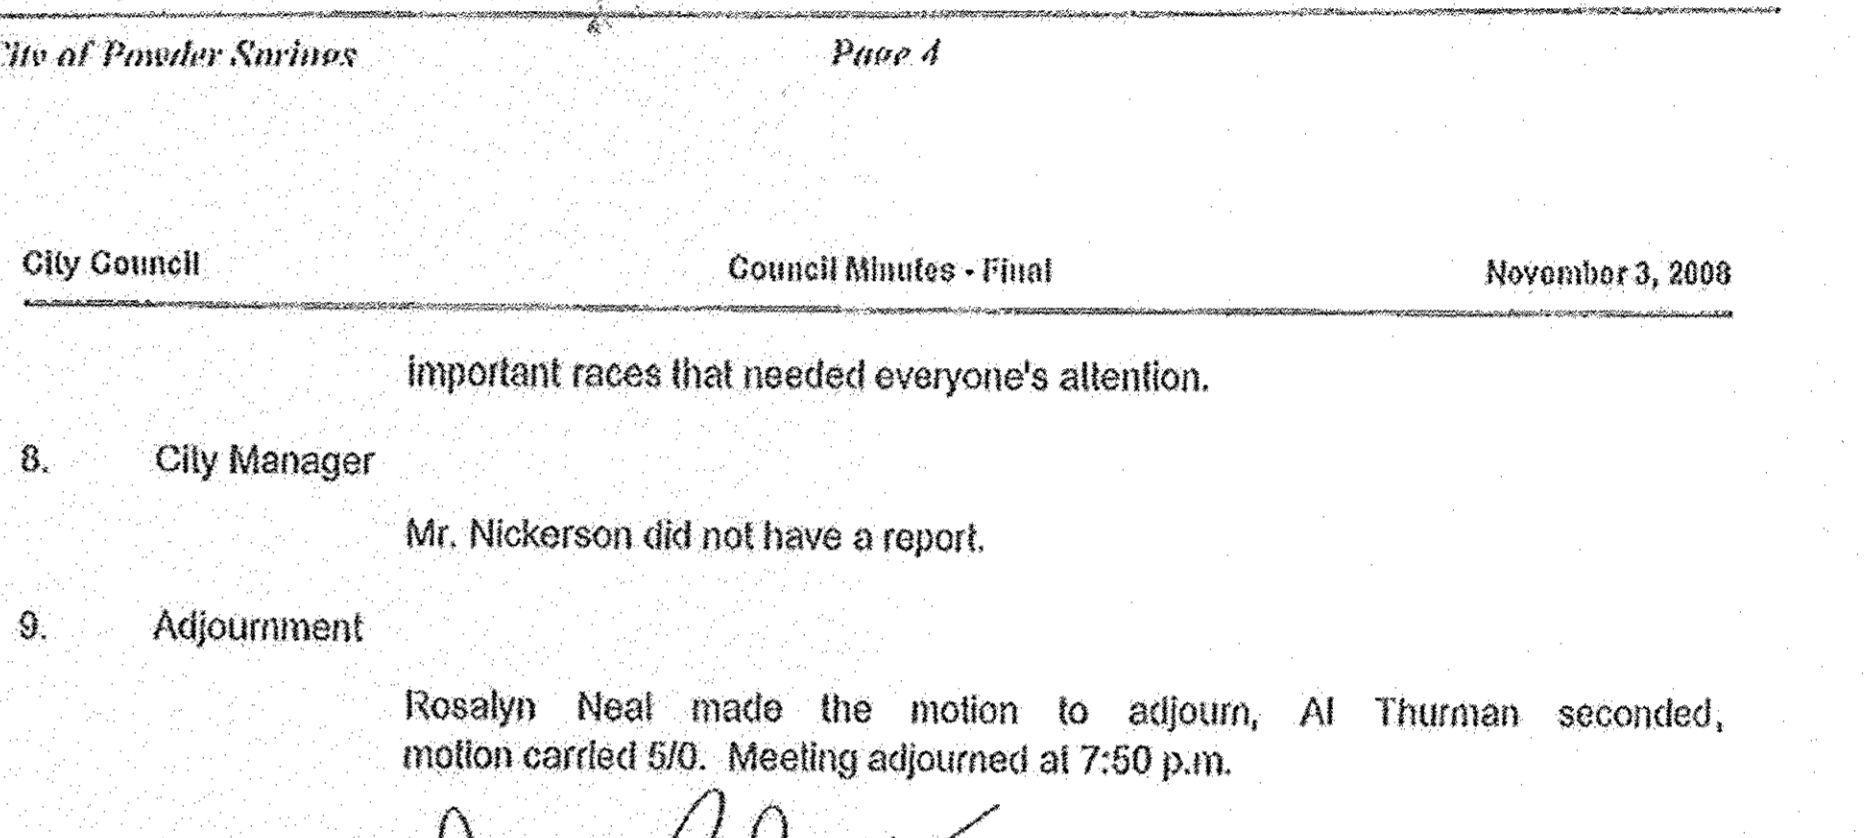 City of Powder Springs Page 4
City Council Council Minutes - Final November 3, 2008
important races that needed everyone's attention.
8. City Manager
Mr. Nickerson did not have a report.
9. Adjournment
Rosalyn Neal made the motion to adjourn, Al Thurman seconded,
motion carried 5/0. Meeting adjourned at 7:50 p.m.